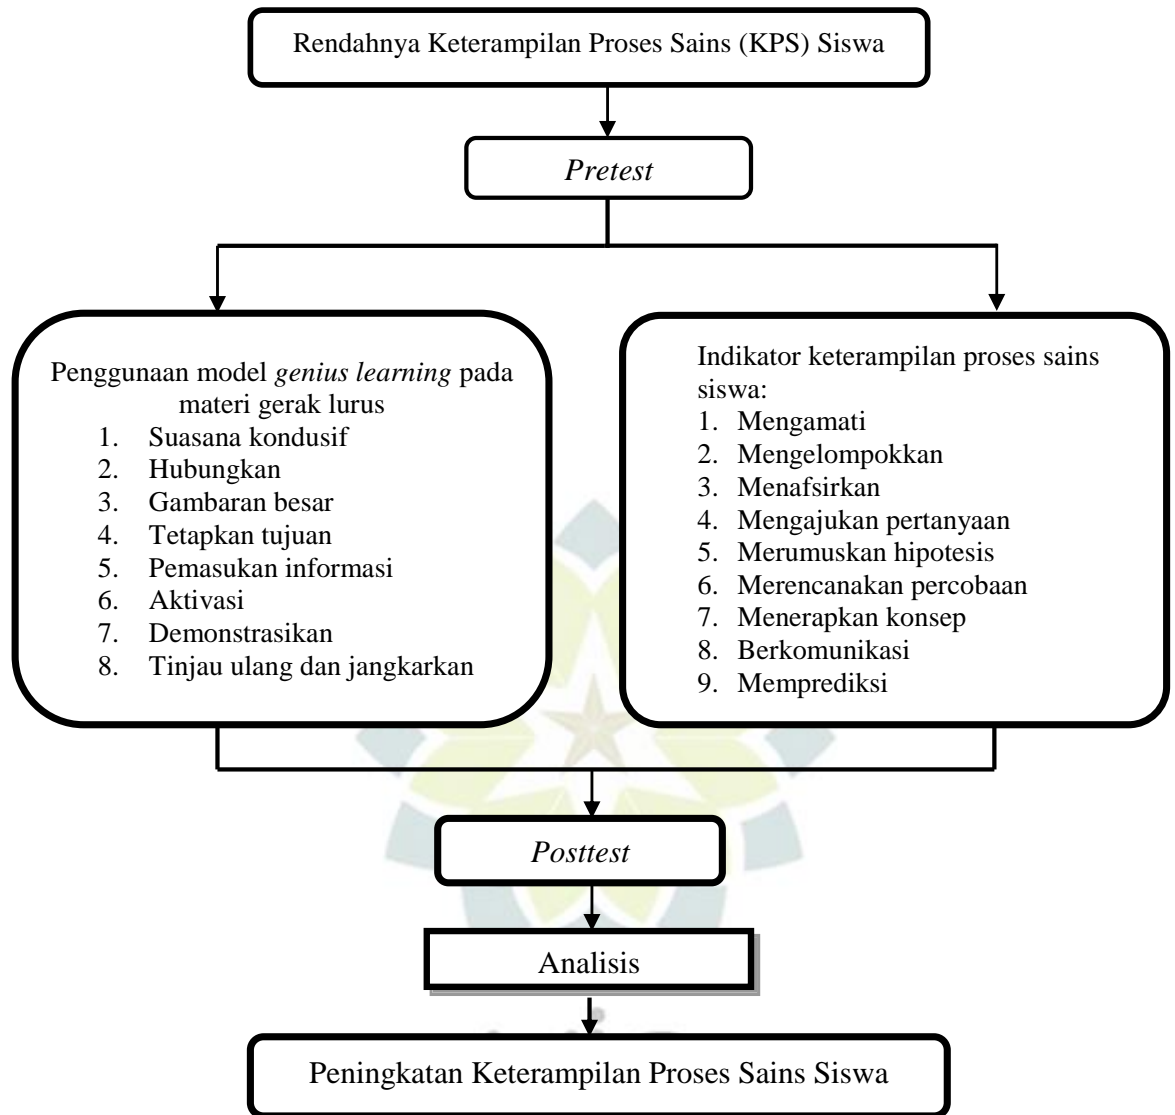 Rendahnya Keterampilan Proses Sains (KPS) Siswa
Pretest
Penggunaan model genius learning pada
materi gerak lurus
1. Suasana kondusif
2. Hubungkan
3. Gambaran besar
4. Tetapkan tujuan
5. Pemasukan informasi
6. Aktivasi
7. Demonstrasikan
8. Tinjau ulang dan jangkarkan
Indikator keterampilan proses sains
siswa:
1. Mengamati
2. Mengelompokkan
3. Menafsirkan
4. Mengajukan pertanyaan
5. Merumuskan hipotesis
6. Merencanakan percobaan
7. Menerapkan konsep
8. Berkomunikasi
9. Memprediksi
Posttest
Analisis
Peningkatan Keterampilan Proses Sains Siswa